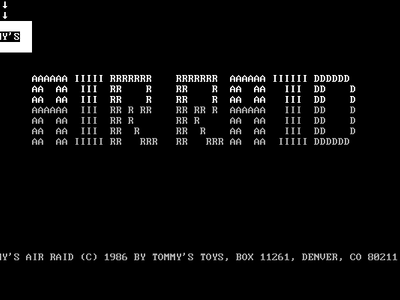 ↓
↓
MY'S
AAAAAA IIIII RRRRRRR   RRRRRRR AAAAAA IIIIII DDDDDD
AA  AA  III  RR    R    RR    R  AA  AA   III  DD    D
AA  AA  III  RR    R    RR    R  AA  AA   III  DD    D
AAAAAA  III  RR R RR    RR RR R  AAAAAA   III  DD    D
AA  AA  III  RR R       RR R     AA  AA   III  DD    D
AA  AA  III  RR  R      RR  R    AA  AA   III  DD    D
AA  AA IIIII RR   RRR   RR   RRR AA  AA  IIIII DDDDDD
MY'S AIR RAID (C) 1986 BY TOMMY'S TOYS, BOX 11261, DENVER, CO 80211